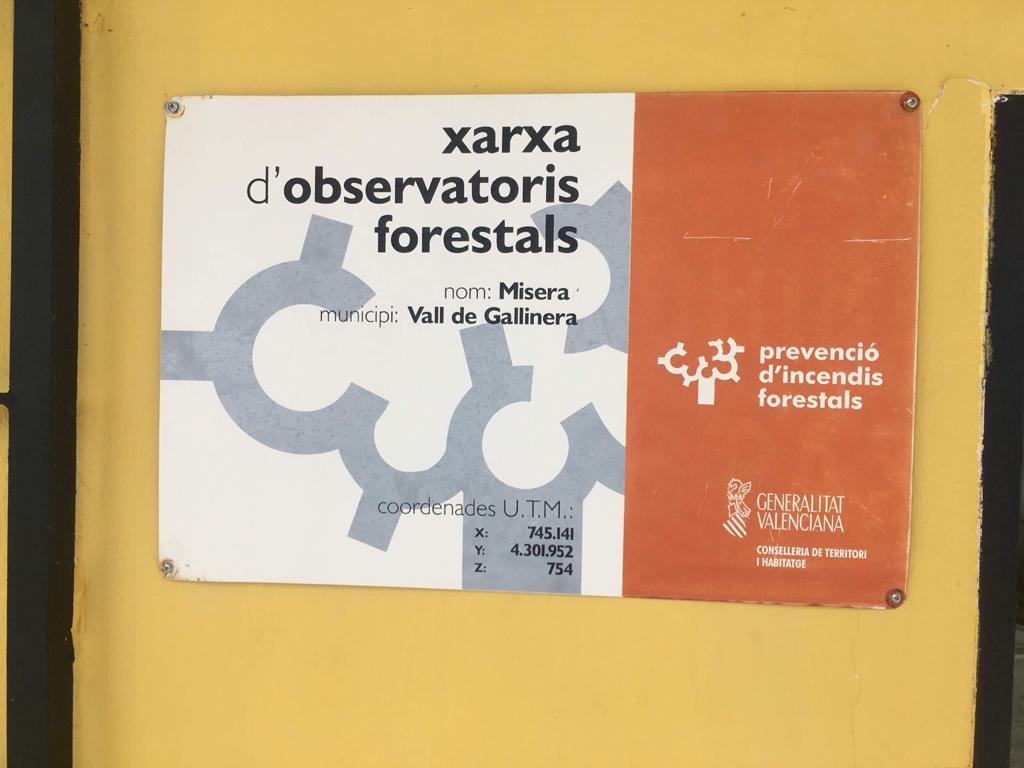 xarxa
d'observatoris
forestals
nom: Misera
municipi: Vall de Gallinera
coordenades U.T.M.:
X: 745.141
Y: 4.301.952
Z: 754
prevenció
d'incendis
forestals
GENERALITAT
VALENCIANA
CONSELLERIA DE TERRITORI
I HABITATGE